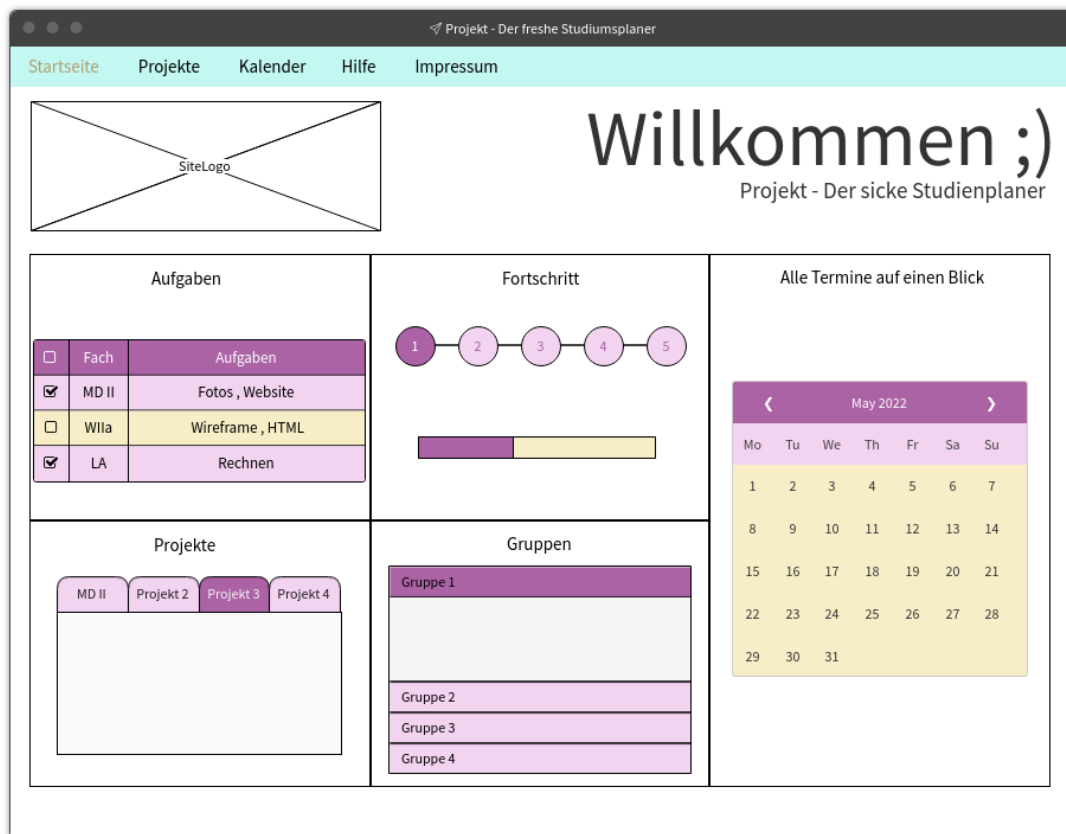 Projekt - Der freshe Studiumsplaner
Startseite Projekte Kalender Hilfe Impressum
SiteLogo
Willkommen ;)
Projekt - Der sicke Studienplaner
Aufgaben
Fach Aufgaben
MD II Fotos , Website
WIIa Wireframe , HTML
LA Rechnen
Fortschritt
1 2 3 4 5
Alle Termine auf einen Blick
❮ May 2022 ❯
Mo Tu We Th Fr Sa Su
1 2 3 4 5 6 7
8 9 10 11 12 13 14
15 16 17 18 19 20 21
22 23 24 25 26 27 28
29 30 31
Projekte
MD II Projekt 2 Projekt 3 Projekt 4
Gruppen
Gruppe 1
Gruppe 2
Gruppe 3
Gruppe 4